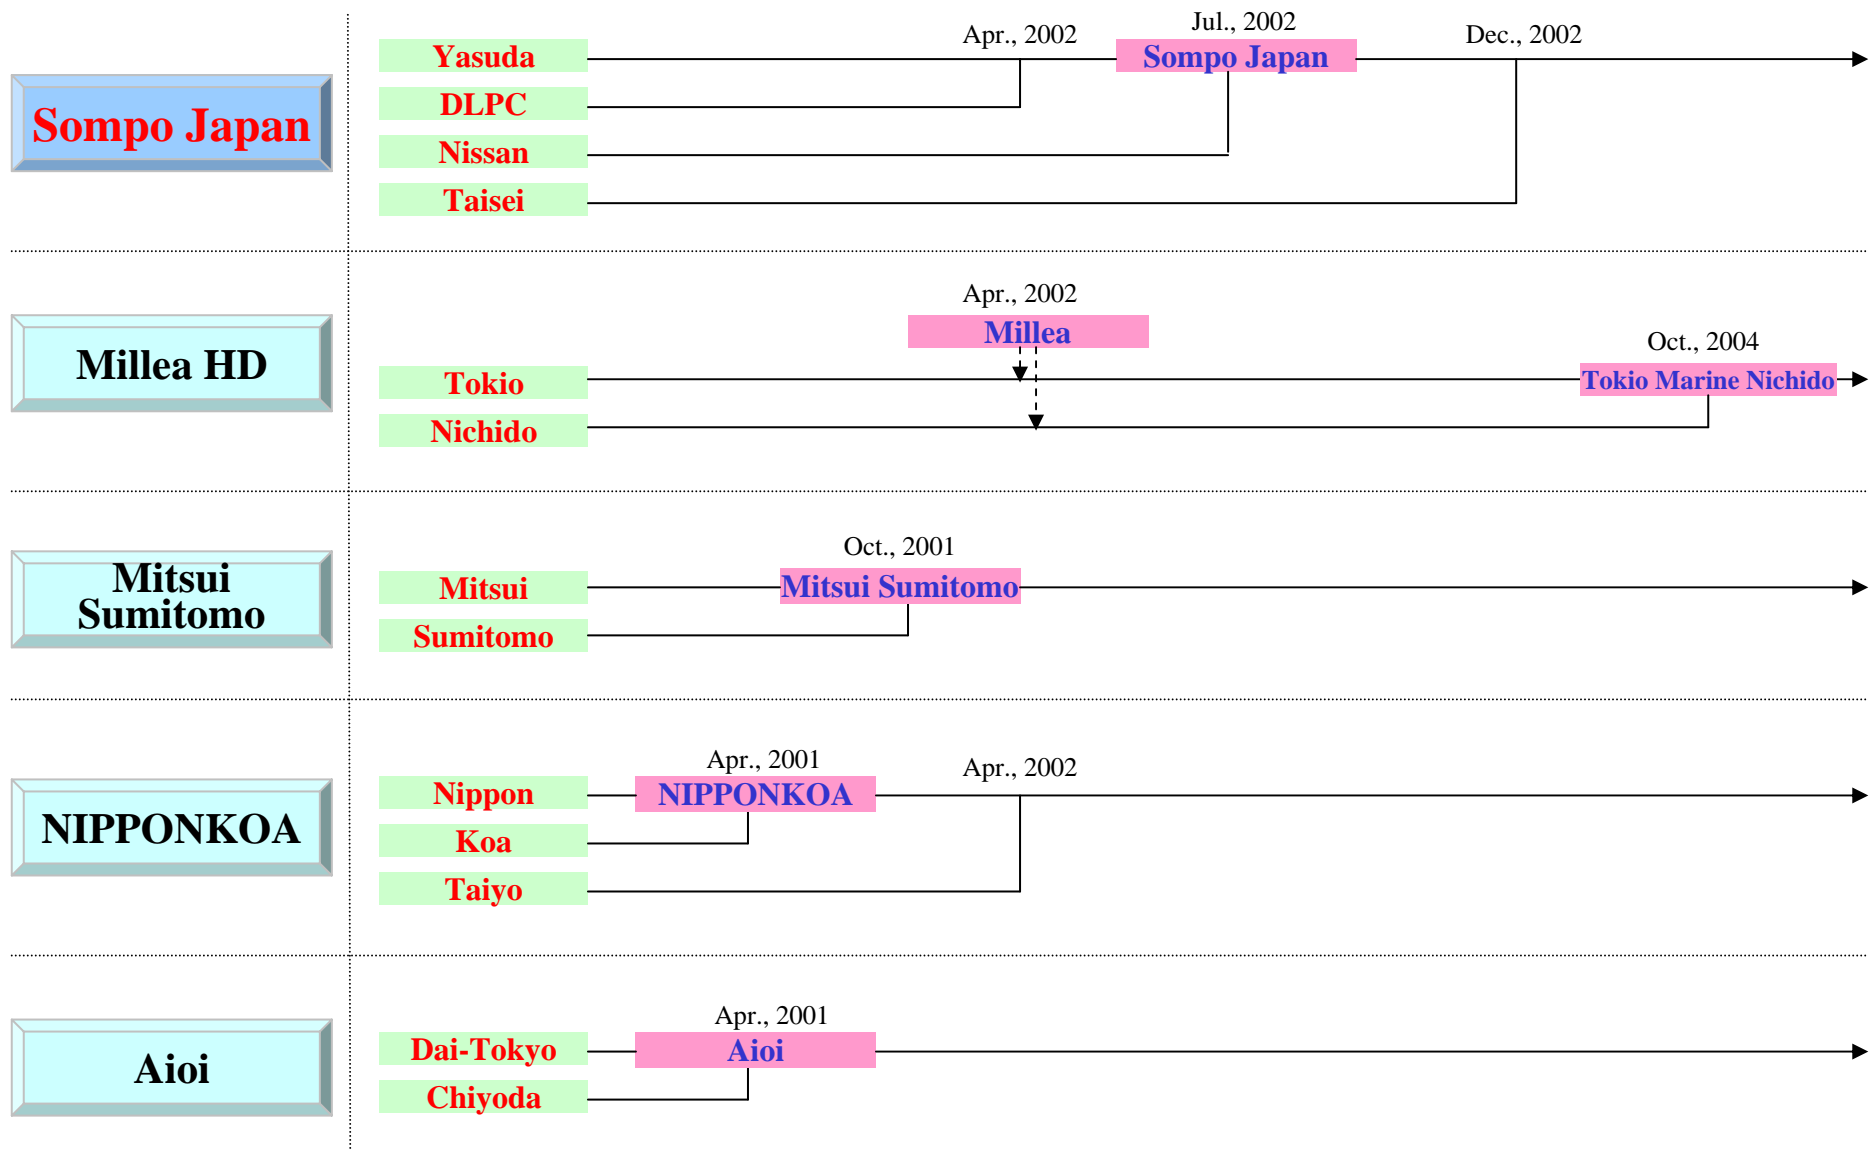 Sompo Japan
Apr., 2002
Jul., 2002
Dec., 2002
Yasuda
Sompo Japan
DLPC
Nissan
Taisei
Millea HD
Apr., 2002
Millea
Oct., 2004
Tokio
Tokio Marine Nichido
Nichido
Mitsui
Sumitomo
Oct., 2001
Mitsui
Mitsui Sumitomo
Sumitomo
NIPPONKOA
Apr., 2001
Apr., 2002
Nippon
NIPPONKOA
Koa
Taiyo
Aioi
Apr., 2001
Dai-Tokyo
Aioi
Chiyoda